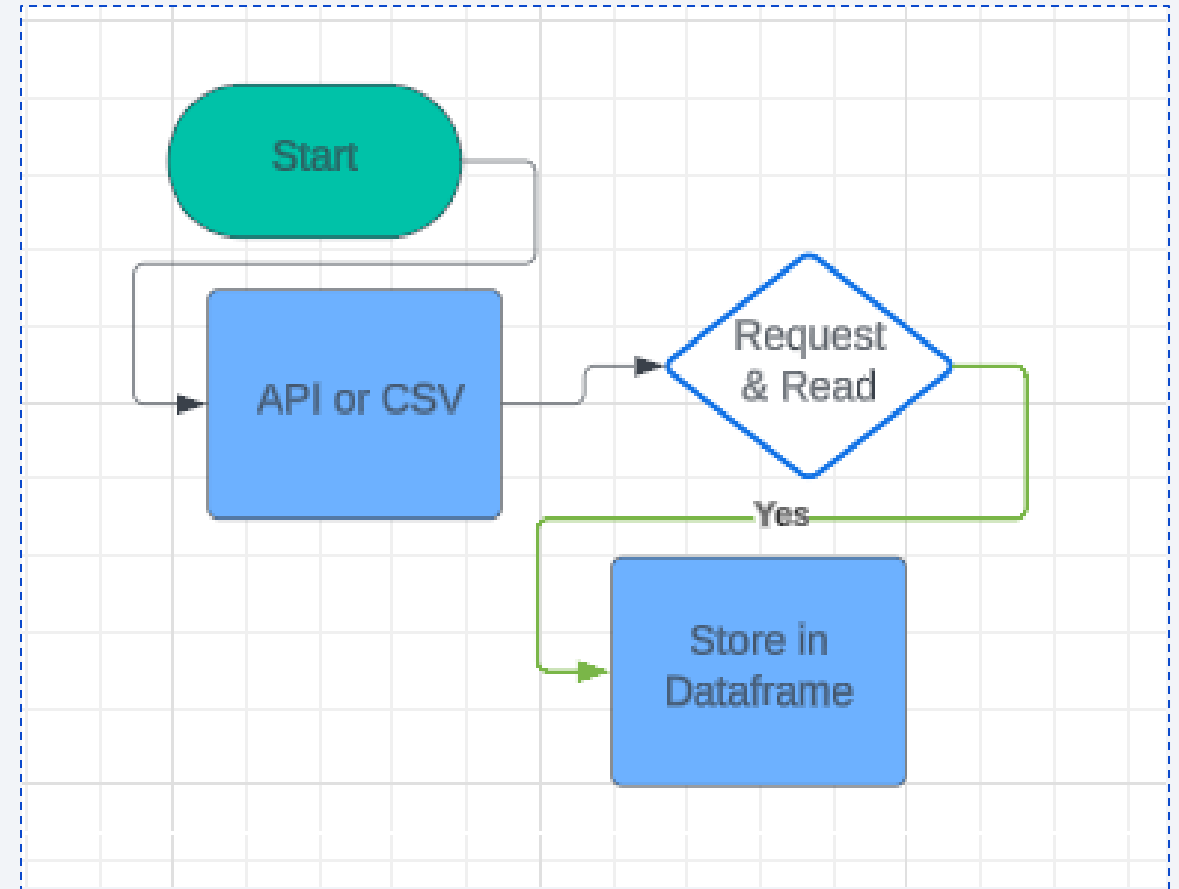 Start
API or CSV
Request
& Read
Yes
Store in
Dataframe